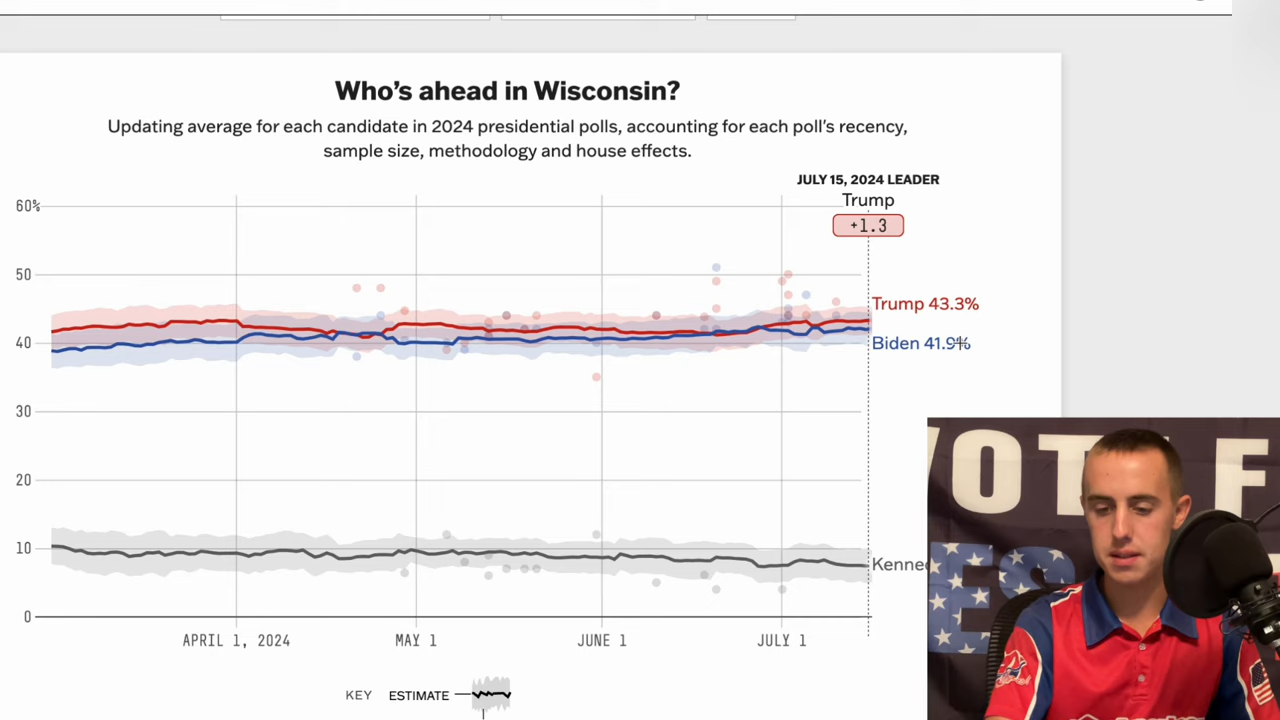 Who's ahead in Wisconsin?
Updating average for each candidate in 2024 presidential polls, accounting for each poll's recency,
sample size, methodology and house effects.
JULY 15, 2024 LEADER
Trump
+1.3
60%
50
40
30
20
10
0
Trump 43.3%
Biden 41.9%
Kenne
APRIL 1, 2024
MAY 1
JUNE 1
JULY 1
KEY ESTIMATE
VOT F